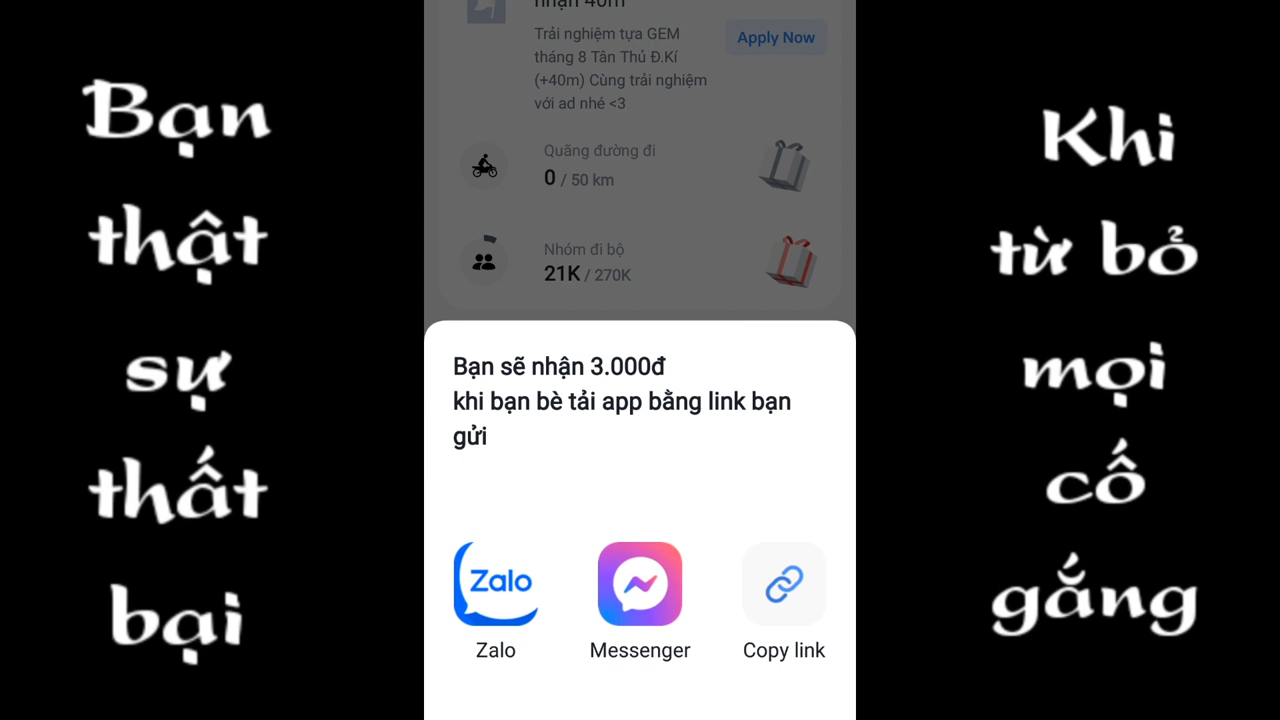 Bạn
thật
sự
thất
bại
nhận 40m
Trải nghiệm tựa GEM
tháng 8 Tân Thủ Đ.Kí
(+40m) Cùng trải nghiệm
với ad nhé <3
Apply Now
Quãng đường đi
0 / 50 km
Nhóm đi bộ
21K / 270K
Bạn sẽ nhận 3.000đ
khi bạn bè tải app bằng link bạn
gửi
Zalo
Zalo
Messenger
Copy link
Khi
từ bỏ
mọi
cố
gắng